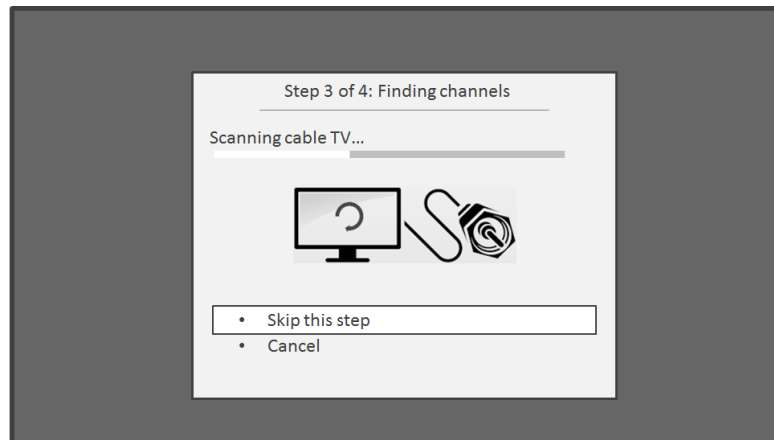 Step 3 of 4: Finding channels
Scanning cable TV...
• Skip this step
• Cancel